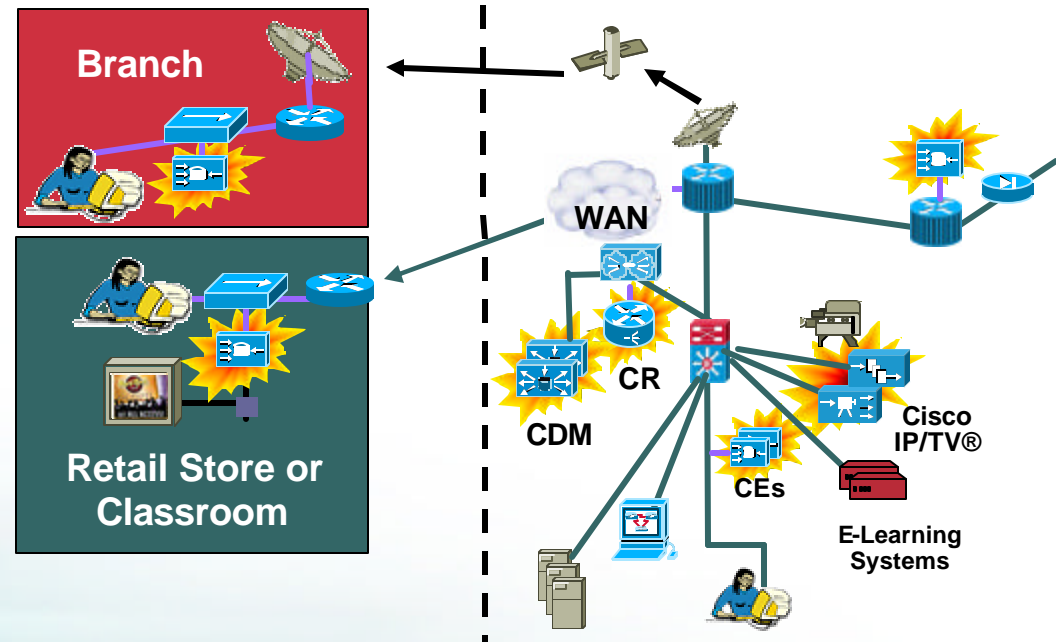 Branch
WAN
CR
CDM
Cisco
IP/TV®
CEs
Retail Store or
Classroom
E-Learning
Systems